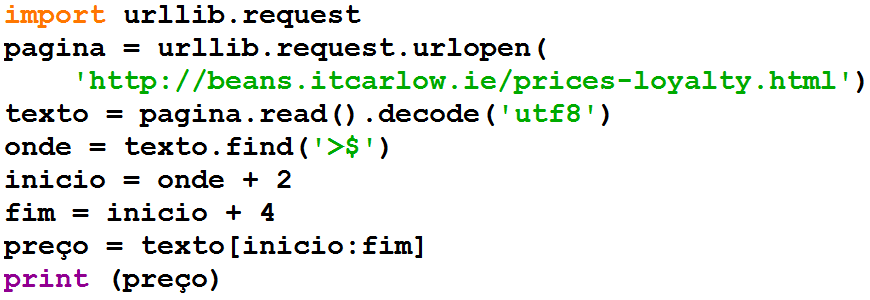 import urllib.request
pagina = urllib.request.urlopen(
    'http://beans.itcarlow.ie/prices-loyalty.html')
texto = pagina.read().decode('utf8')
onde = texto.find('>$')
inicio = onde + 2
fim = inicio + 4
preço = texto[inicio:fim]
print (preço)